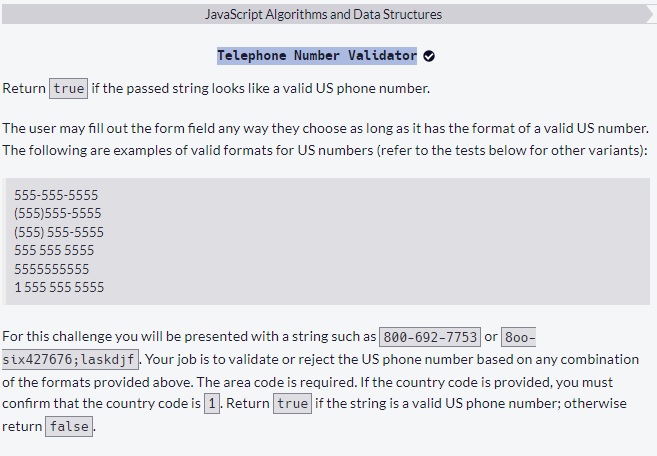 JavaScript Algorithms and Data Structures
Telephone Number Validator
Return true if the passed string looks like a valid US phone number.
The user may fill out the form field any way they choose as long as it has the format of a valid US number.
The following are examples of valid formats for US numbers (refer to the tests below for other variants):
555-555-5555
(555)555-5555
(555) 555-5555
555 555 5555
5555555555
1 555 555 5555
For this challenge you will be presented with a string such as 800-692-7753 or 8oo-
six427676;laskdjf. Your job is to validate or reject the US phone number based on any combination
of the formats provided above. The area code is required. If the country code is provided, you must
confirm that the country code is 1. Return true if the string is a valid US phone number; otherwise
return false.